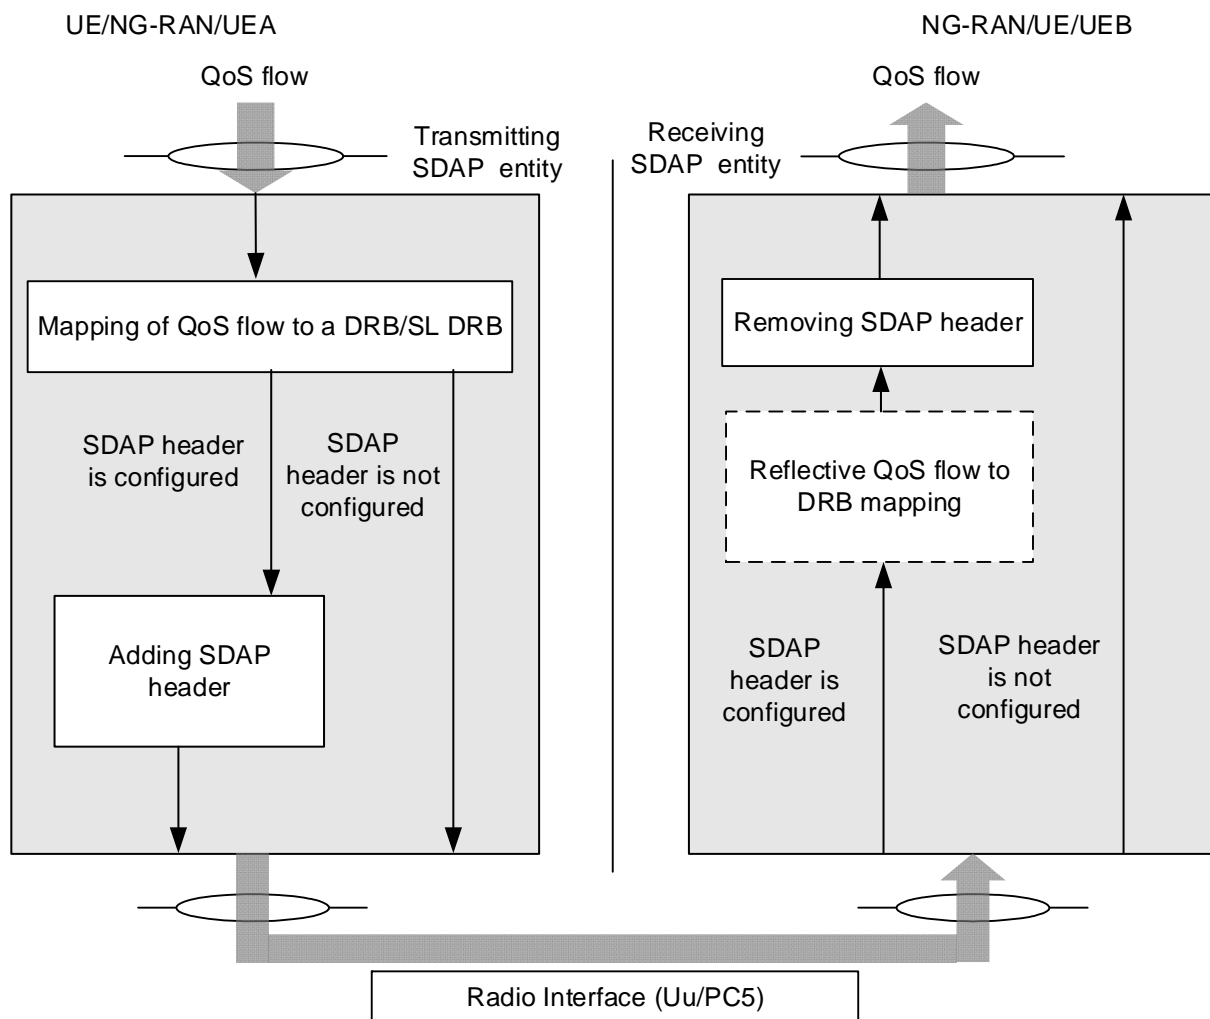 UE/NG-RAN/UEA
NG-RAN/UE/UEB
QoS flow
QoS flow
Transmitting
SDAP entity
Receiving
SDAP entity
Mapping of QoS flow to a DRB/SL DRB
SDAP header
is configured
SDAP
header is not
configured
Adding SDAP
header
Removing SDAP header
Reflective QoS flow to
DRB mapping
SDAP
header is
configured
SDAP header
is not
configured
Radio Interface (Uu/PC5)